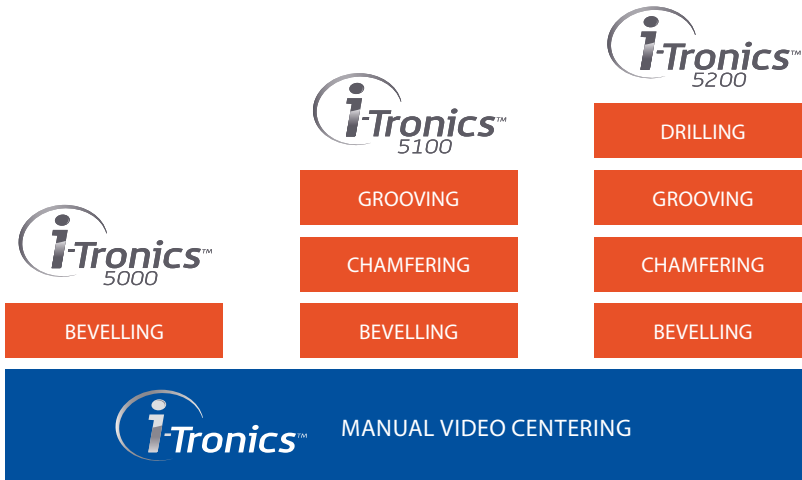 i-Tronics™
5200
DRILLING
GROOVING
CHAMFERING
BEVELLING
i-Tronics™
5100
GROOVING
CHAMFERING
BEVELLING
i-Tronics™
5000
BEVELLING
i-Tronics™ MANUAL VIDEO CENTERING